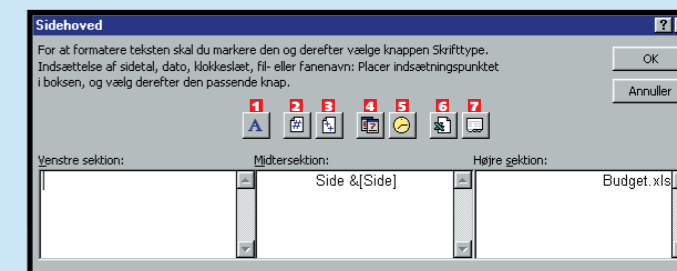 Sidehoved
For at formatere teksten skal du markere den og derefter vælge knappen Skrifttype.
Indsættelse af sidetal, dato, klokkeslæt, fil- eller fanenavn: Placer indsætningspunktet
i boksen, og vælg derefter den passende knap.
OK
Annuller
1 2 3 4 5 6 7
Venstre sektion: Midtersektion: Højre sektion:
Side &[Side] Budget.xls